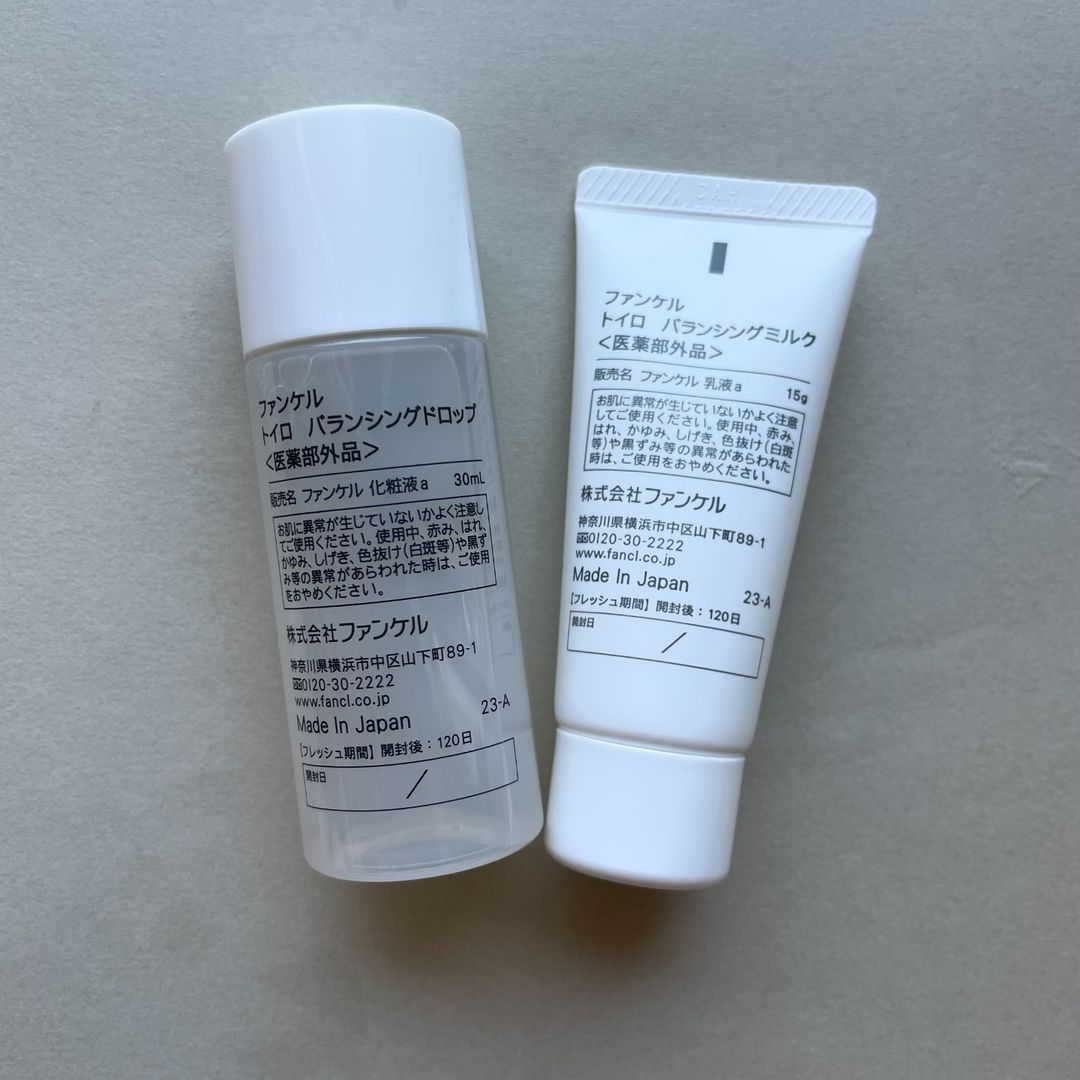 ファンケル
トイロ バランシングドロップ
<医薬部外品>
販売名 ファンケル 化粧液a 30mL
お肌に異常が生じていないかよく注意し
てご使用ください。使用中、赤み、はれ、
かゆみ、しげき、色抜け(白斑等)や黒ず
み等の異常があらわれた時は、ご使用
をおやめください。
株式会社ファンケル
神奈川県横浜市中区山下町89-1
0120-30-2222
www.fancl.co.jp
Made In Japan 23-A
【フレッシュ期間】開封後:120日
開封日 /
ファンケル
トイロ バランシングミルク
<医薬部外品>
販売名 ファンケル 乳液a 15g
お肌に異常が生じていないかよく注意
してご使用ください。使用中、赤み、
はれ、かゆみ、しげき、色抜け(白斑
等)や黒ずみ等の異常があらわれた
時は、ご使用をおやめください。
株式会社ファンケル
神奈川県横浜市中区山下町89-1
0120-30-2222
www.fancl.co.jp
Made In Japan 23-A
【フレッシュ期間】開封後:120日
開封日 /